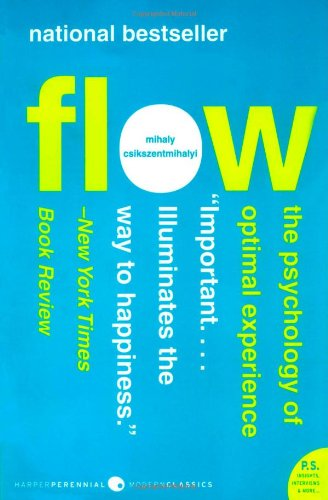 national bestseller
flow
mihaly
csikszentmihalyi
the psychology of
optimal experience
"Important. . . .
Illuminates the
way to happiness."
–New York Times
Book Review
HARPERPERENNIAL MODERNCLASSICS
P.S.
INSIGHTS,
INTERVIEWS
& MORE...